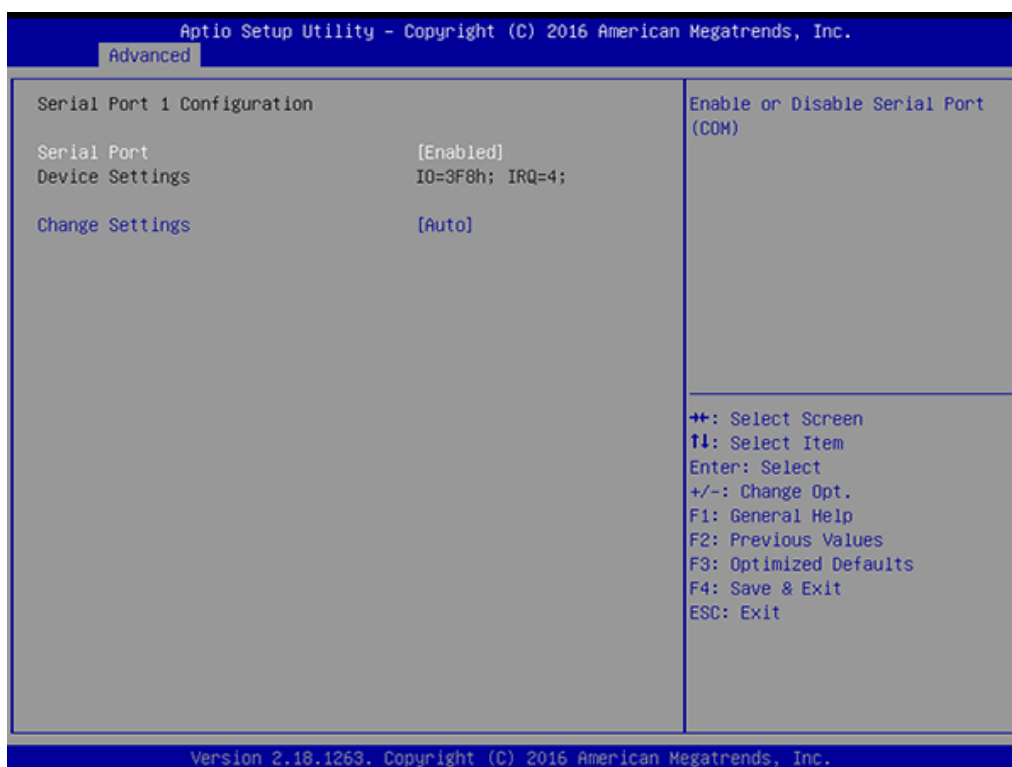 Aptio Setup Utility – Copyright (C) 2016 American Megatrends, Inc.
Advanced
Serial Port 1 Configuration
Serial Port [Enabled]
Device Settings IO=3F8h; IRQ=4;
Change Settings [Auto]
Enable or Disable Serial Port
(COM)
→←: Select Screen
↑↓: Select Item
Enter: Select
+/-: Change Opt.
F1: General Help
F2: Previous Values
F3: Optimized Defaults
F4: Save & Exit
ESC: Exit
Version 2.18.1263. Copyright (C) 2016 American Megatrends, Inc.